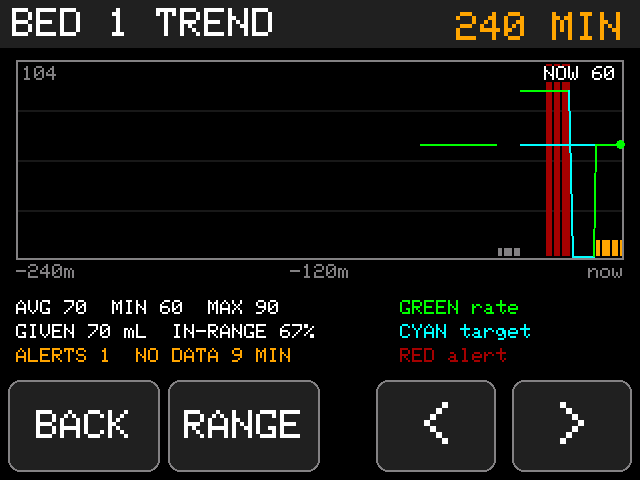 BED 1 TREND 240 MIN
104 NOW 60
-240m -120m now
AVG 70 MIN 60 MAX 90 GREEN rate
GIVEN 70 mL IN-RANGE 67% CYAN target
ALERTS 1 NO DATA 9 MIN RED alert
BACK RANGE < >